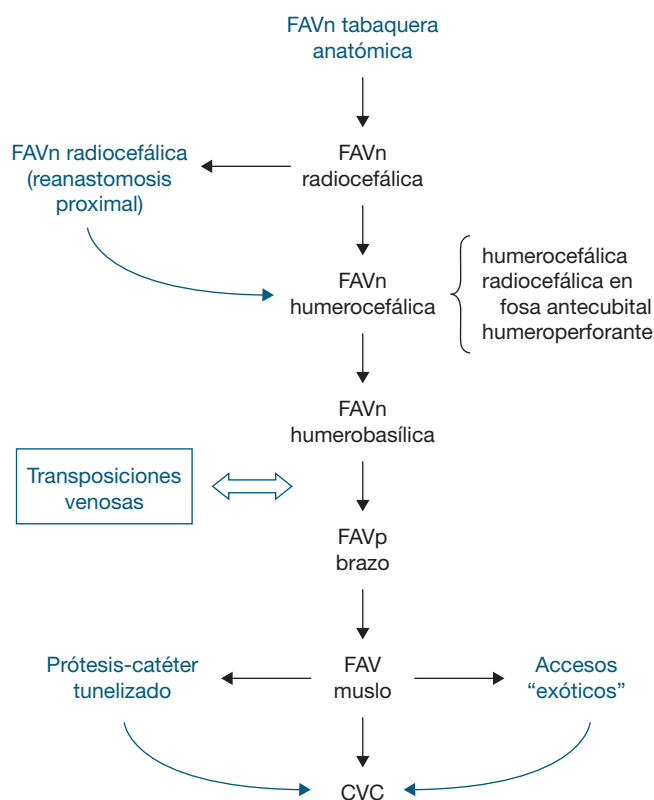 FAVn tabaquera
anatómica
FAVn radiocefálica
(reanastomosis
proximal)
FAVn
radiocefálica
FAVn
humerocefálica
humerocefálica
radiocefálica en
fosa antecubital
humeroperforante
FAVn
humerobasílica
Transposiciones
venosas
FAVp
brazo
Prótesis-catéter
tunelizado
FAV
muslo
Accesos
“exóticos”
CVC